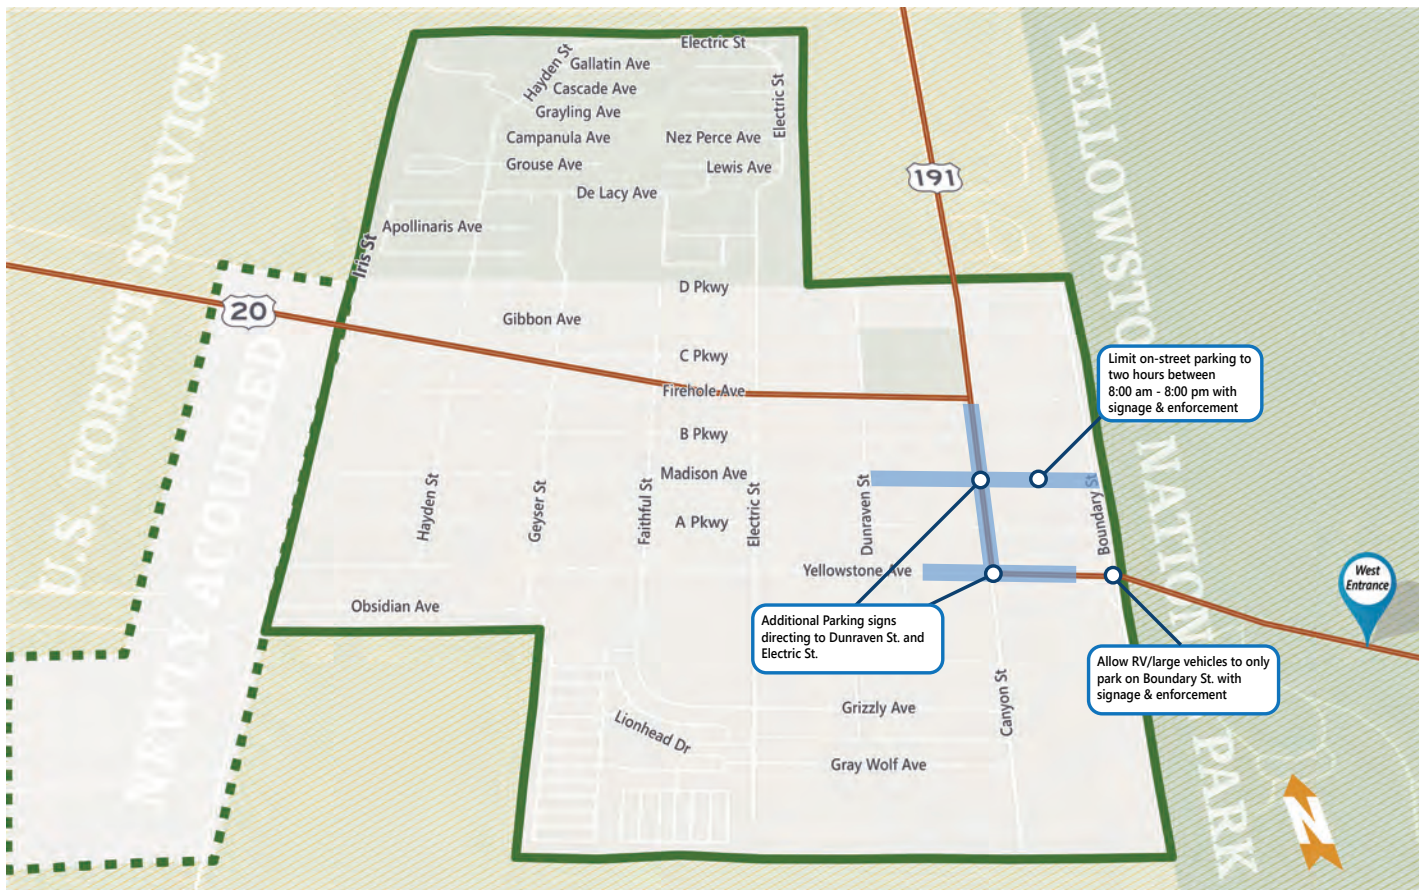 Electric St
Hayden St
Gallatin Ave
Cascade Ave
Grayling Ave
Electric St
Campanula Ave
Nez Perce Ave
Grouse Ave
Lewis Ave
De Lacy Ave
Apollinaris Ave
Iris St
191
U.S. FOREST SERVICE
YELLOWSTONE NATIONAL PARK
NEWLY ACQUIRED
20
D Pkwy
Gibbon Ave
C Pkwy
Firehole Ave
B Pkwy
Madison Ave
A Pkwy
Hayden St
Geyser St
Faithful St
Electric St
Dunraven St
Boundary St
Yellowstone Ave
Obsidian Ave
Limit on-street parking to
two hours between
8:00 am - 8:00 pm with
signage & enforcement
West
Entrance
Additional Parking signs
directing to Dunraven St. and
Electric St.
Allow RV/large vehicles to only
park on Boundary St. with
signage & enforcement
Canyon St
Grizzly Ave
Lionhead Dr
Gray Wolf Ave
N